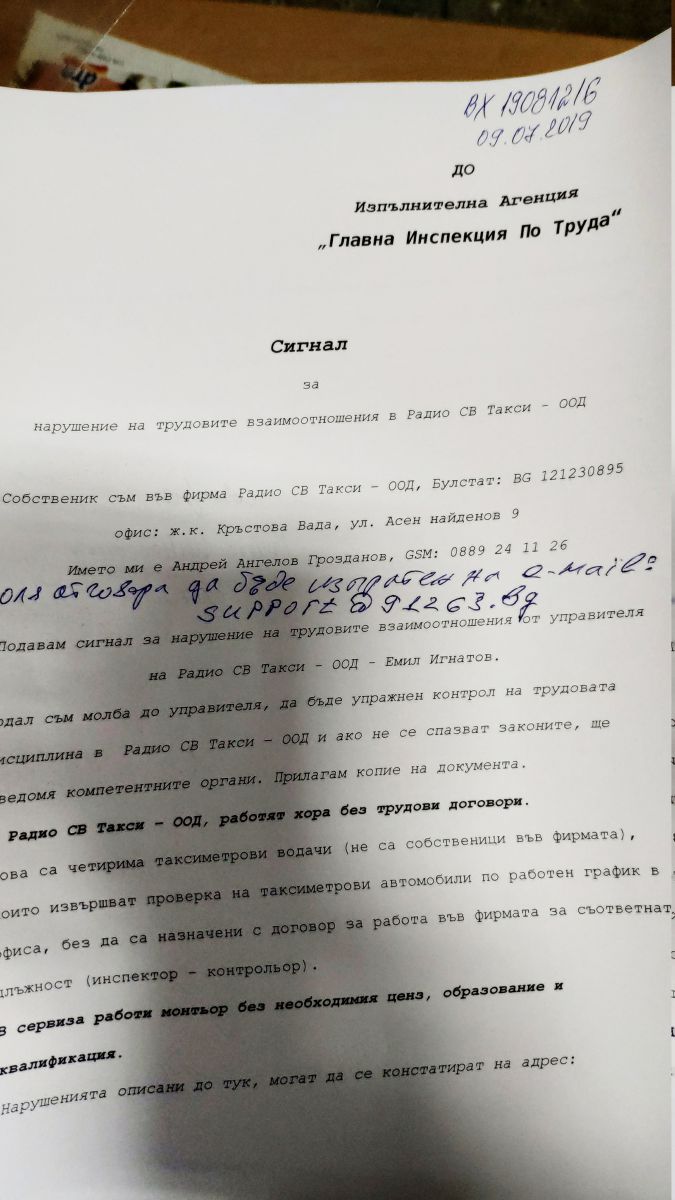 ВХ 19081216
09.07.2019
ДО
Изпълнителна Агенция
„Главна Инспекция По Труда“
Сигнал
за
нарушение на трудовите взаимоотношения в Радио СВ Такси - ООД
Собственик съм във фирма Радио СВ Такси - ООД, Булстат: BG 121230895
офис: ж.к. Кръстова Вада, ул. Асен найденов 9
Името ми е Андрей Ангелов Грозданов, GSM: 0889 24 11 26
оля отговора да бъде изпратен на e-mail:
support@91263.bg
Подавам сигнал за нарушение на трудовите взаимоотношения от управителя
на Радио СВ Такси - ООД - Емил Игнатов.
одал съм молба до управителя, да бъде упражнен контрол на трудовата
исциплина в Радио СВ Такси - ООД и ако не се спазват законите, ще
ведомя компетентните органи. Прилагам копие на документа.
Радио СВ Такси - ООД, работят хора без трудови договори.
ова са четирима таксиметрови водачи (не са собственици във фирмата),
оито извършват проверка на таксиметрови автомобили по работен график в
офиса, без да са назначени с договор за работа във фирмата за съответнат
длъжност (инспектор - контрольор).
В сервиза работи монтьор без необходимия ценз, образование и
квалификация.
Нарушенията описани до тук, могат да се констатират на адрес: